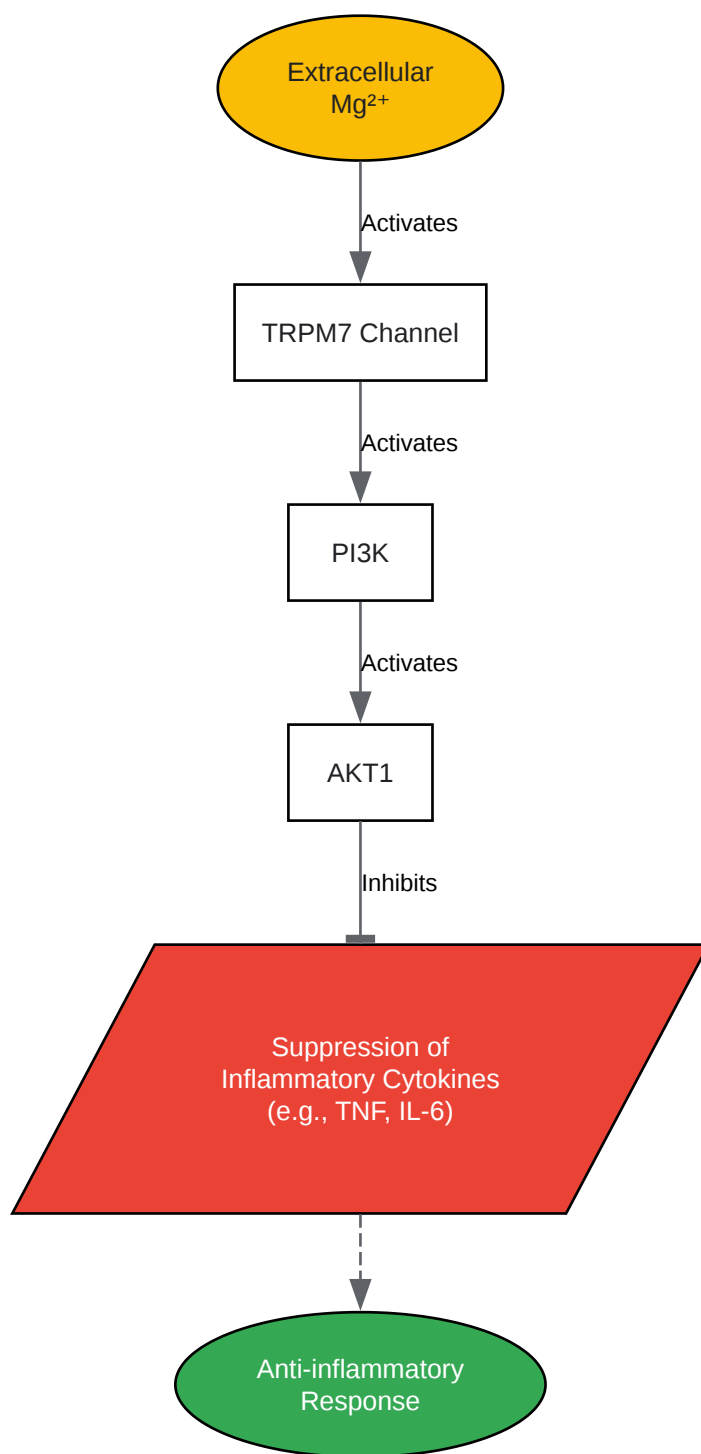 Extracellular
Mg²⁺
Activates
TRPM7 Channel
Activates
PI3K
Activates
AKT1
Inhibits
Suppression of
Inflammatory Cytokines
(e.g., TNF, IL-6)
Anti-inflammatory
Response